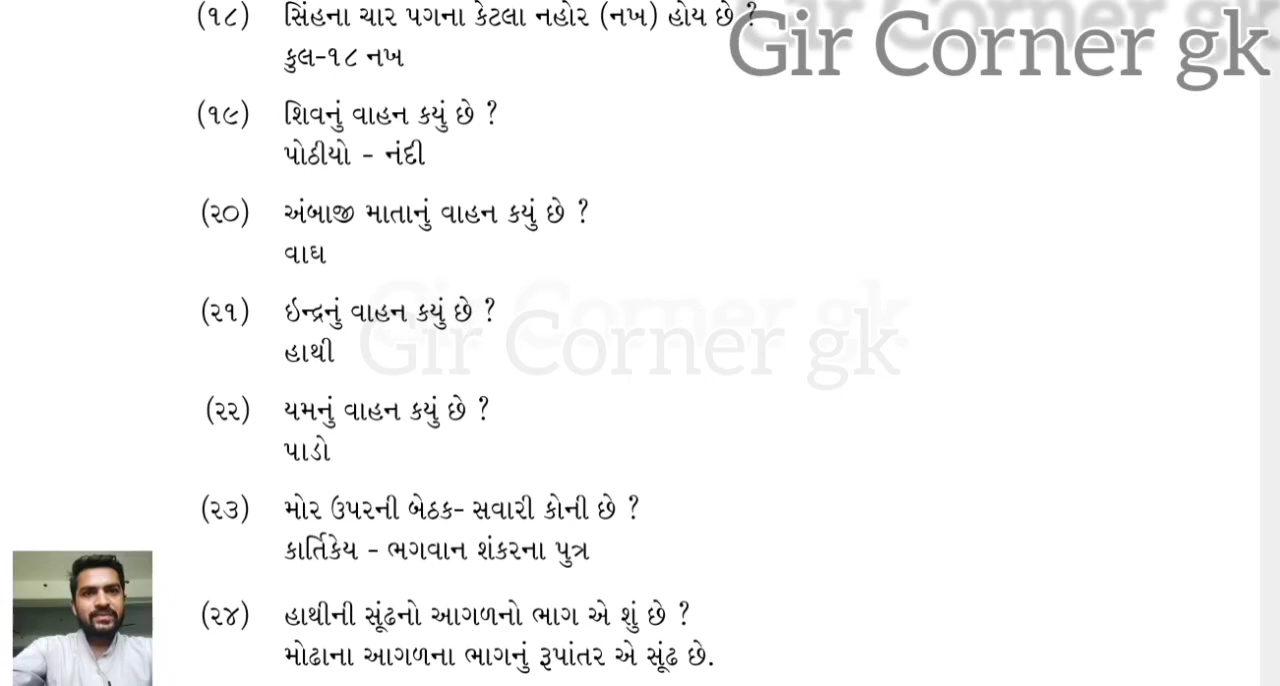 (૧૮) સિંહના ચાર પગના કેટલા નહોર (નખ) હોય છે ?
Gir Corner gk
કુલ-૧૮ નખ
(૧૯) શિવનું વાહન કયું છે ?
પોઠીયો - નંદી
(૨૦) અંબાજી માતાનું વાહન કયું છે ?
વાઘ
(૨૧) ઇન્દ્રનું વાહન કયું છે ?
Gir Corner gk
હાથી
(૨૨) યમનું વાહન કયું છે ?
પાડો
(૨૩) મોર ઉપરની બેઠક- સવારી કોની છે ?
કાર્તિકેય - ભગવાન શંકરના પુત્ર
(૨૪) હાથીની સૂંઢનો આગળનો ભાગ એ શું છે ?
મોઢાના આગળના ભાગનું રૂપાંતર એ સૂંઢ છે.